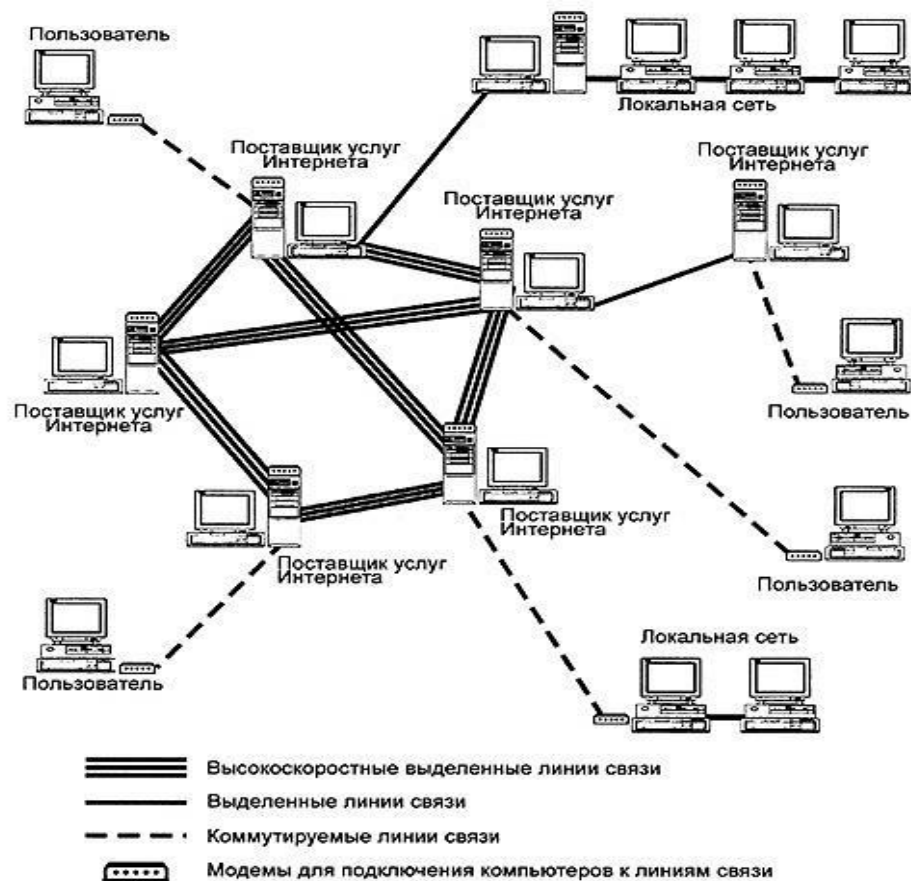 Пользователь
Локальная сеть
Поставщик услуг
Интернета
Поставщик услуг
Интернета
Поставщик услуг
Интернета
Поставщик услуг
Интернета
Пользователь
Поставщик услуг
Интернета
Поставщик услуг
Интернета
Пользователь
Локальная сеть
Пользователь
Высокоскоростные выделенные линии связи
Выделенные линии связи
Коммутируемые линии связи
Модемы для подключения компьютеров к линиям связи